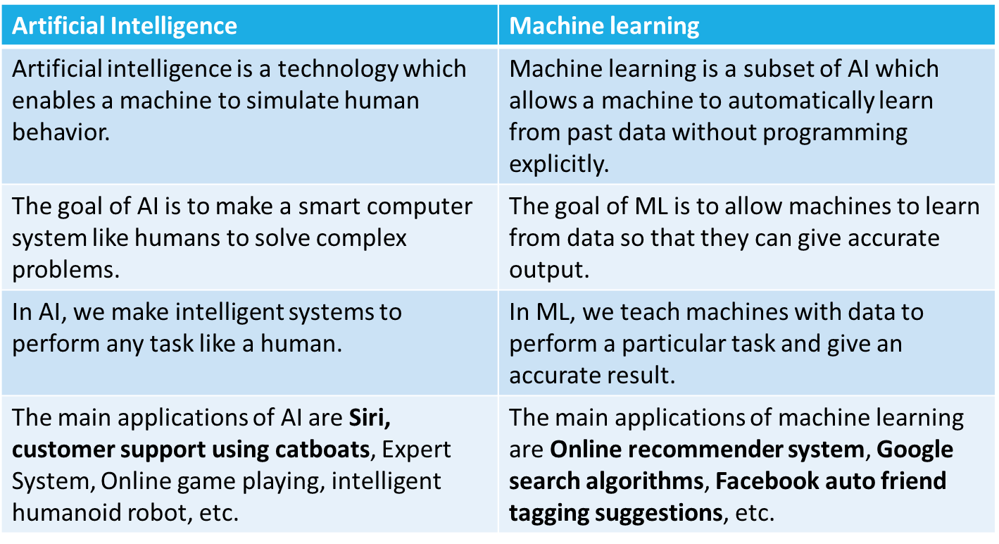 Artificial Intelligence
Machine learning
Artificial intelligence is a technology which
enables a machine to simulate human
behavior.
Machine learning is a subset of AI which
allows a machine to automatically learn
from past data without programming
explicitly.
The goal of AI is to make a smart computer
system like humans to solve complex
problems.
The goal of ML is to allow machines to learn
from data so that they can give accurate
output.
In AI, we make intelligent systems to
perform any task like a human.
In ML, we teach machines with data to
perform a particular task and give an
accurate result.
The main applications of AI are Siri,
customer support using catboats, Expert
System, Online game playing, intelligent
humanoid robot, etc.
The main applications of machine learning
are Online recommender system, Google
search algorithms, Facebook auto friend
tagging suggestions, etc.